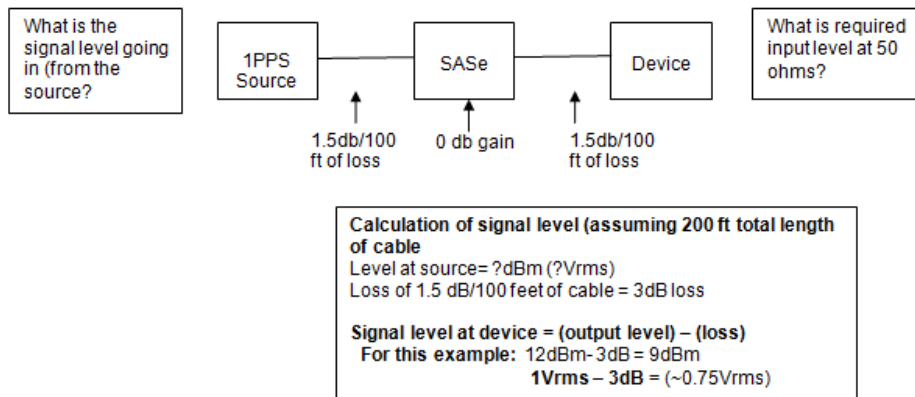 What is the
signal level going
in (from the
source?
1PPS
Source
SASe
Device
What is required
input level at 50
ohms?
1.5db/100
ft of loss
0 db gain
1.5db/100
ft of loss
Calculation of signal level (assuming 200 ft total length
of cable
Level at source= ?dBm (?Vrms)
Loss of 1.5 dB/100 feet of cable = 3dB loss
Signal level at device = (output level) – (loss)
For this example: 12dBm- 3dB = 9dBm
1Vrms – 3dB = (~0.75Vrms)